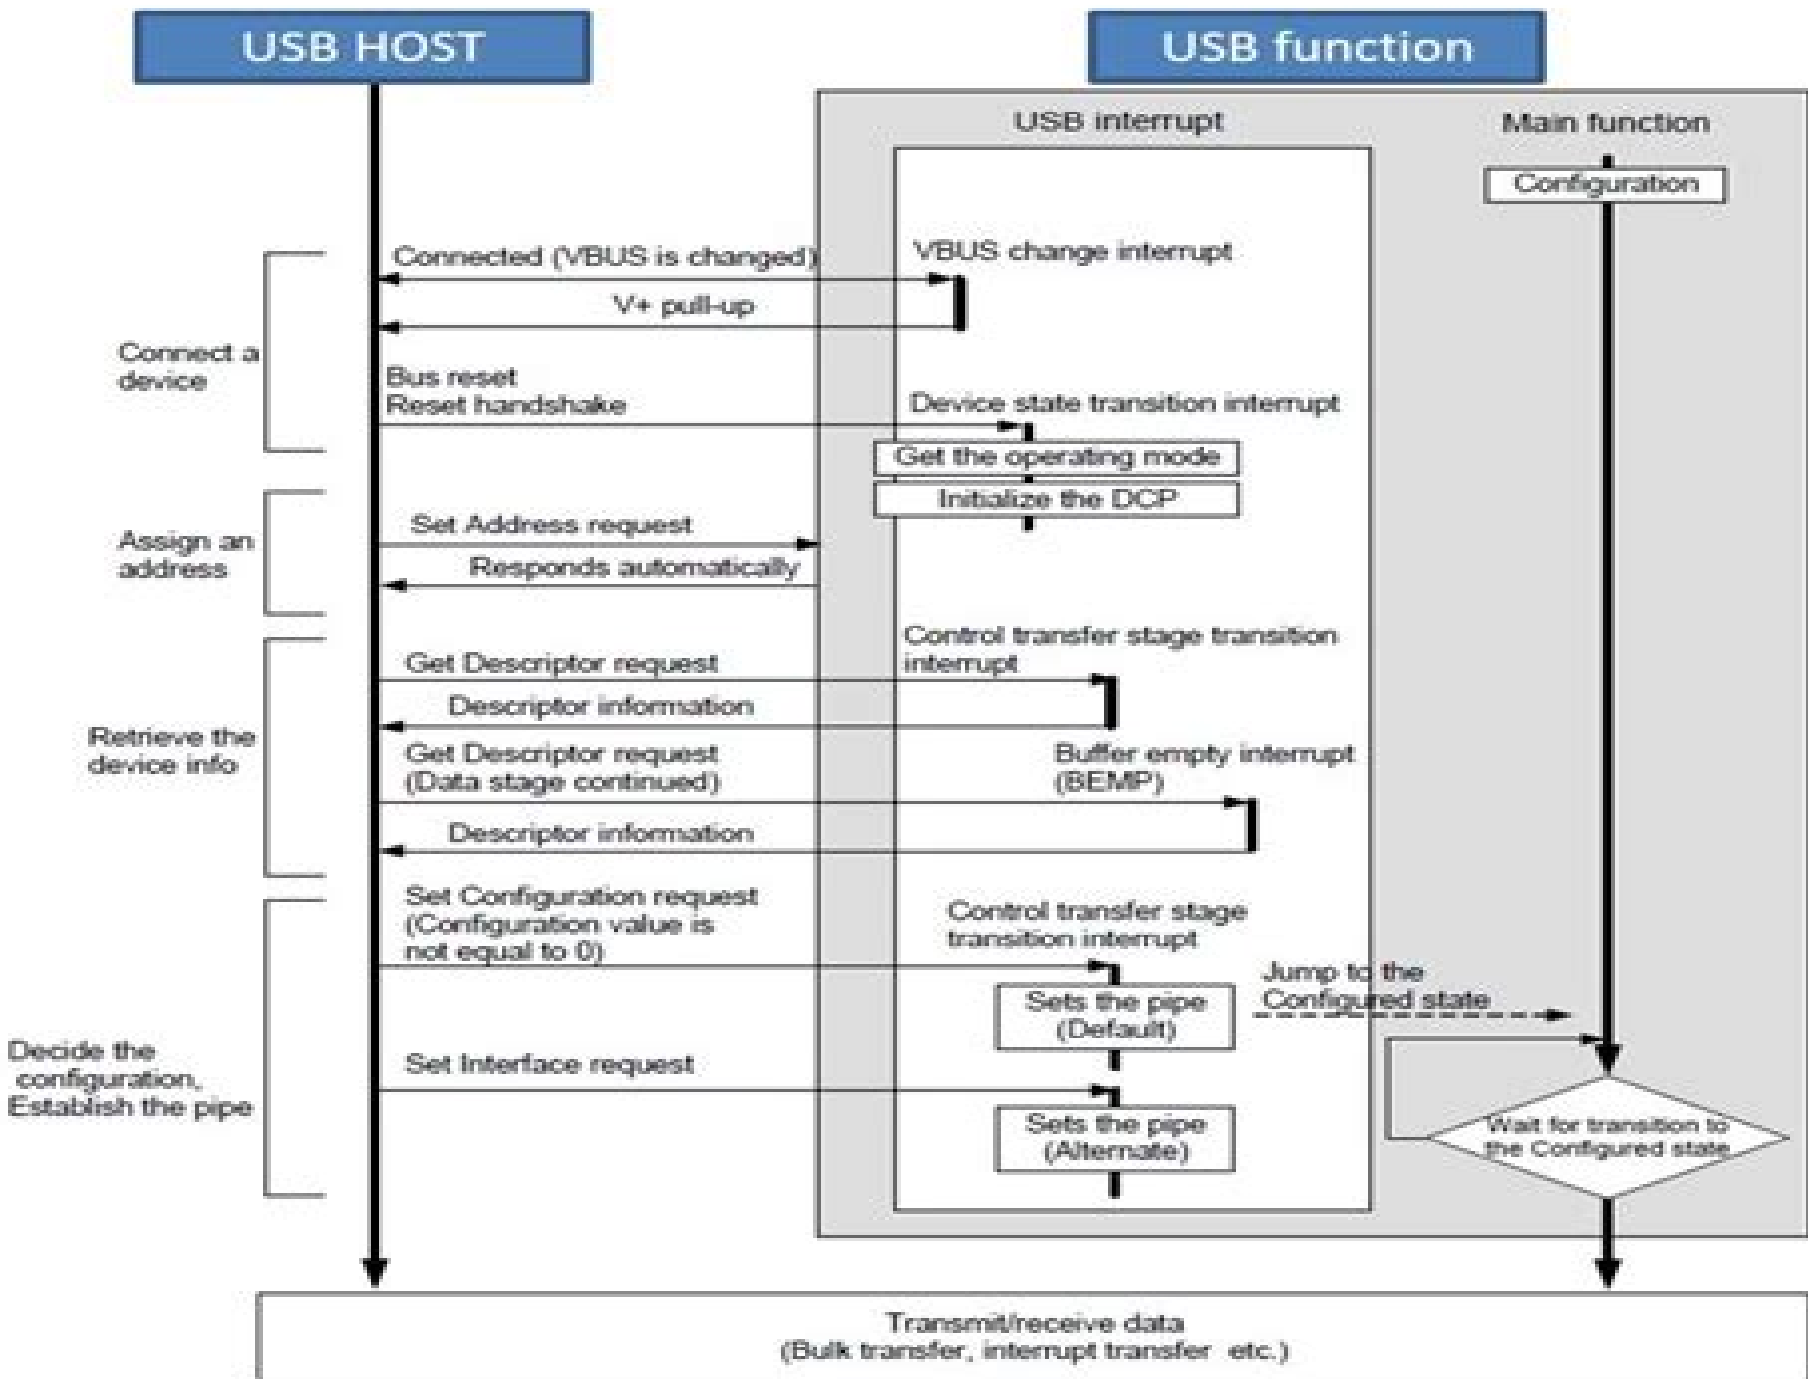 USB HOST
USB function
USB interrupt
Main function
Configuration
Connected (VBUS is changed)
VBUS change interrupt
V+ pull-up
Connect a
device
Bus reset
Reset handshake
Device state transition interrupt
Get the operating mode
Initialize the DCP
Assign an
address
Set Address request
Responds automatically
Control transfer stage transition
interrupt
Get Descriptor request
Descriptor information
Retrieve the
device info
Get Descriptor request
(Data stage continued)
Buffer empty interrupt
(BEMP)
Descriptor information
Set Configuration request
(Configuration value is
not equal to 0)
Control transfer stage
transition interrupt
Jump to the
Configured state
Sets the pipe
(Default)
Decide the
configuration,
Establish the pipe
Set Interface request
Sets the pipe
(Alternate)
Wait for transition to
the Configured state
Transmit/receive data
(Bulk transfer, interrupt transfer etc.)